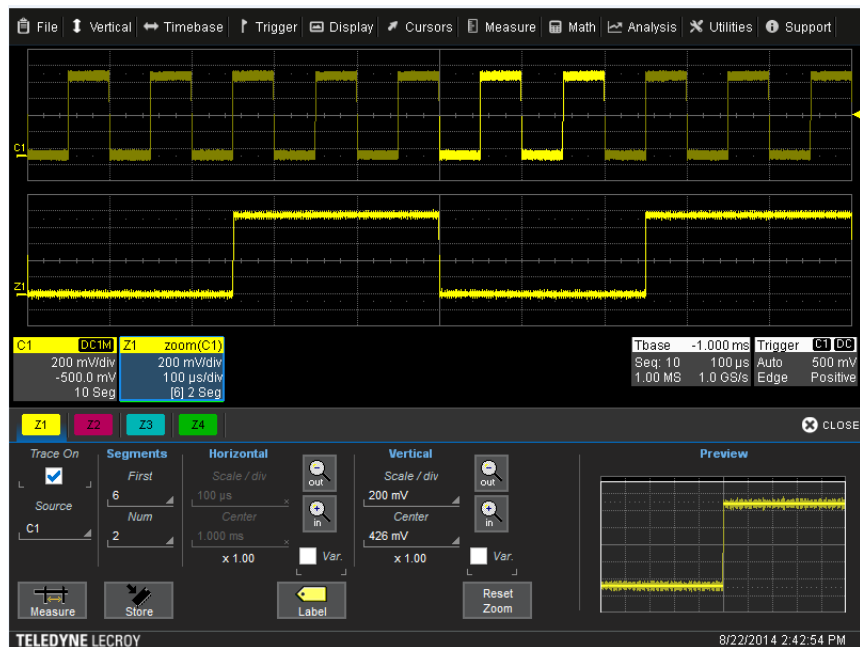 File Vertical Timebase Trigger Display Cursors Measure Math Analysis Utilities Support
C1
Z1
C1 DC1M Z1 zoom(C1) Tbase -1.000 ms Trigger C1 DC
200 mV/div 200 mV/div Seq: 10 100 µs Auto 500 mV
-500.0 mV 100 µs/div 1.00 MS 1.0 GS/s Edge Positive
10 Seg [6] 2 Seg
Z1 Z2 Z3 Z4 CLOSE
Trace On Segments Horizontal Vertical Preview
First Scale / div out Scale / div out
6 100 µs 200 mV
Source Num Center in Center in
C1 2 1.000 ms 426 mV
x 1.00 Var. x 1.00 Var.
Measure Store Label Reset Zoom
TELEDYNE LECROY 8/22/2014 2:42:54 PM